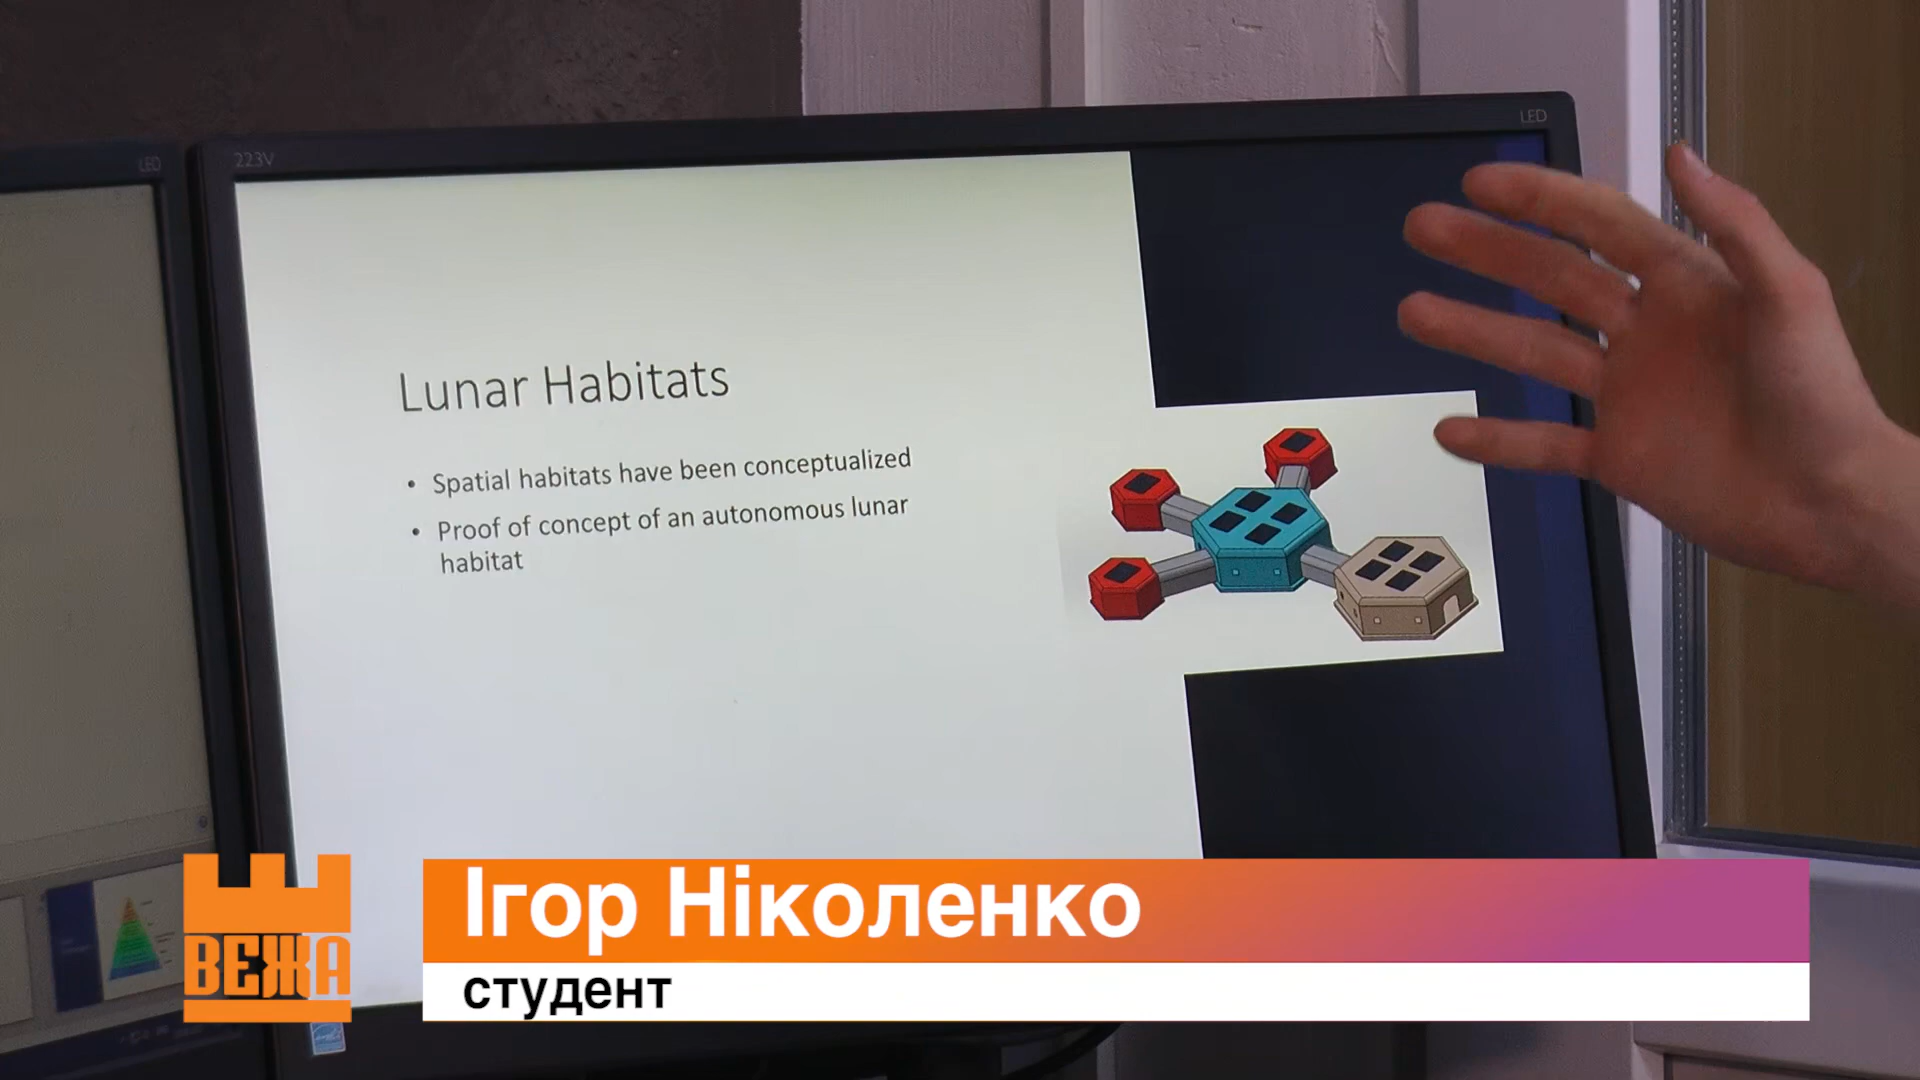 LED
223V
LED
Lunar Habitats
• Spatial habitats have been conceptualized
• Proof of concept of an autonomous lunar
habitat
ВЕЖА
Ігор Ніколенко
студент